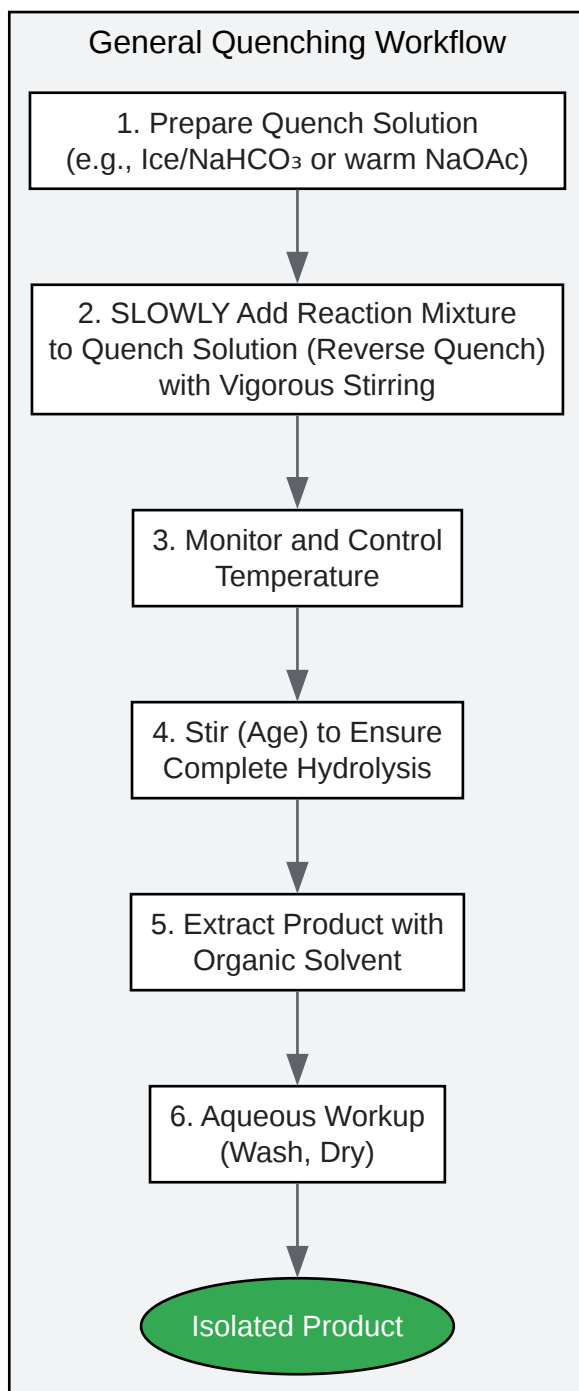 General Quenching Workflow
1. Prepare Quench Solution
(e.g., Ice/NaHCO₃ or warm NaOAc)
2. SLOWLY Add Reaction Mixture
to Quench Solution (Reverse Quench)
with Vigorous Stirring
3. Monitor and Control
Temperature
4. Stir (Age) to Ensure
Complete Hydrolysis
5. Extract Product with
Organic Solvent
6. Aqueous Workup
(Wash, Dry)
Isolated Product